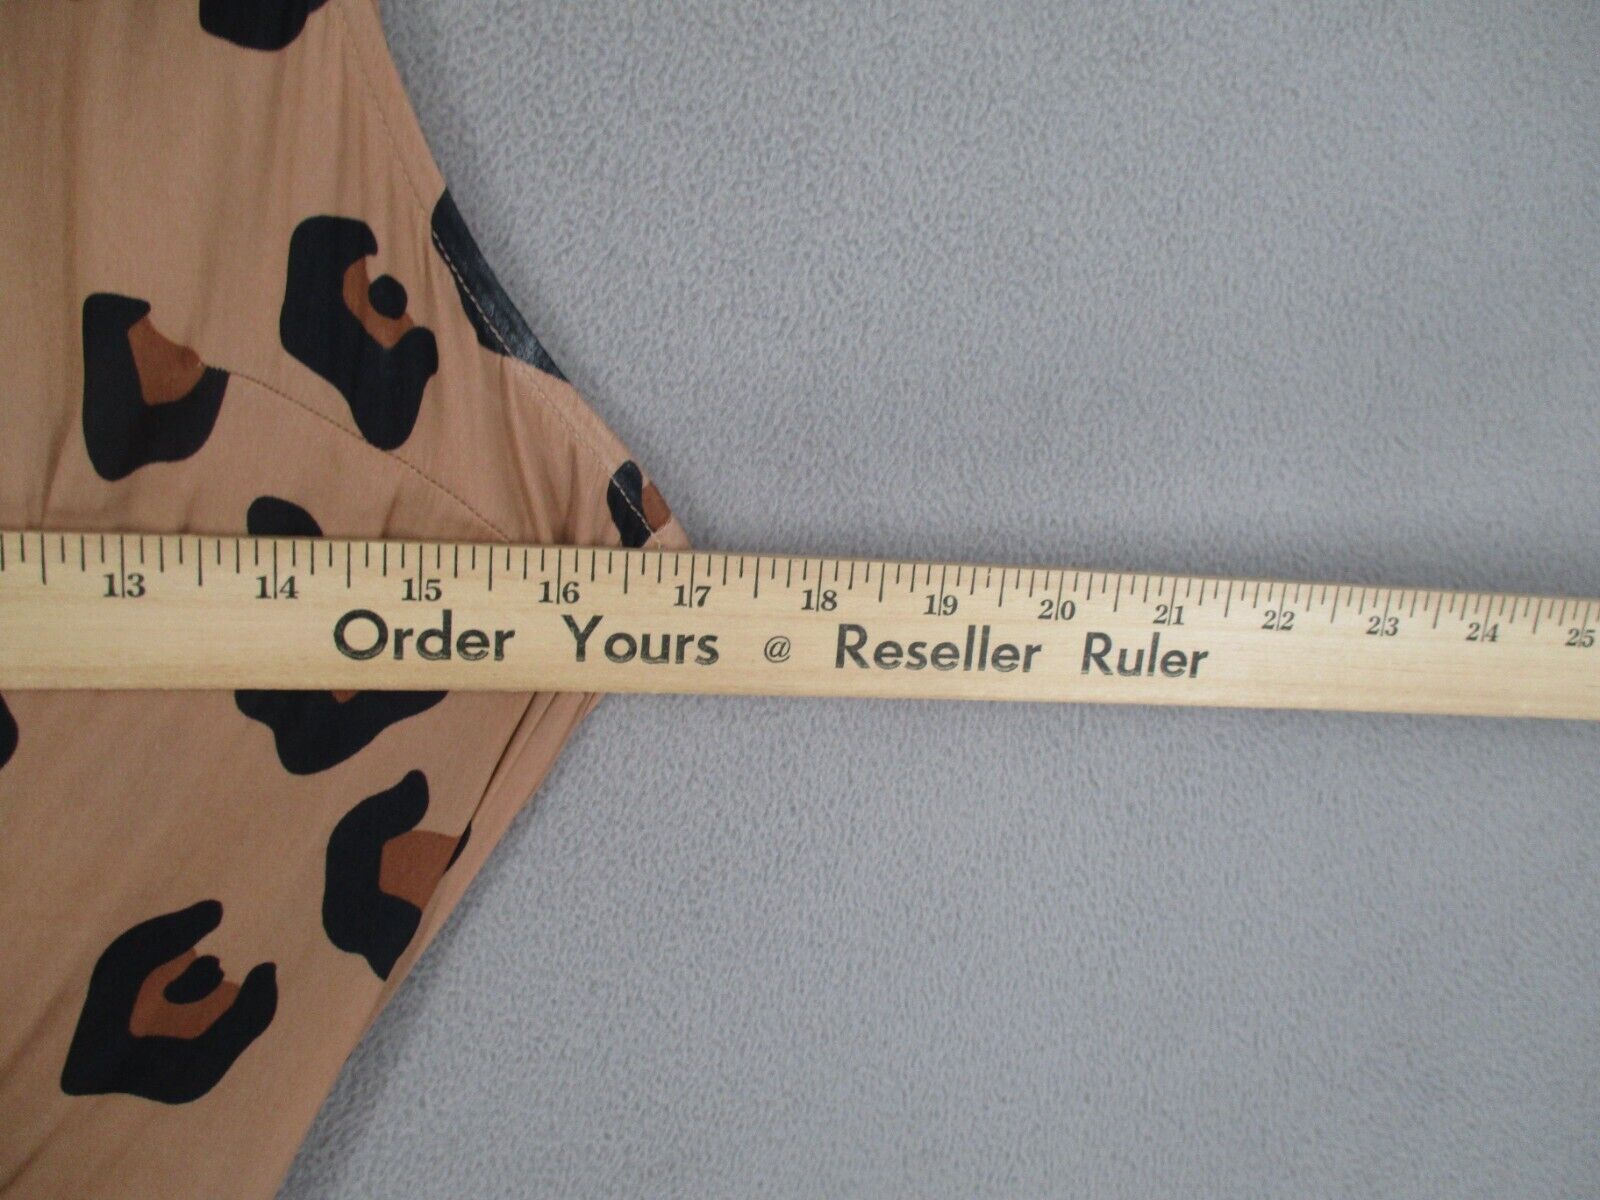 13 14 15 16 17 18 19 20 21 22 23 24 25
Order Yours @ Reseller Ruler